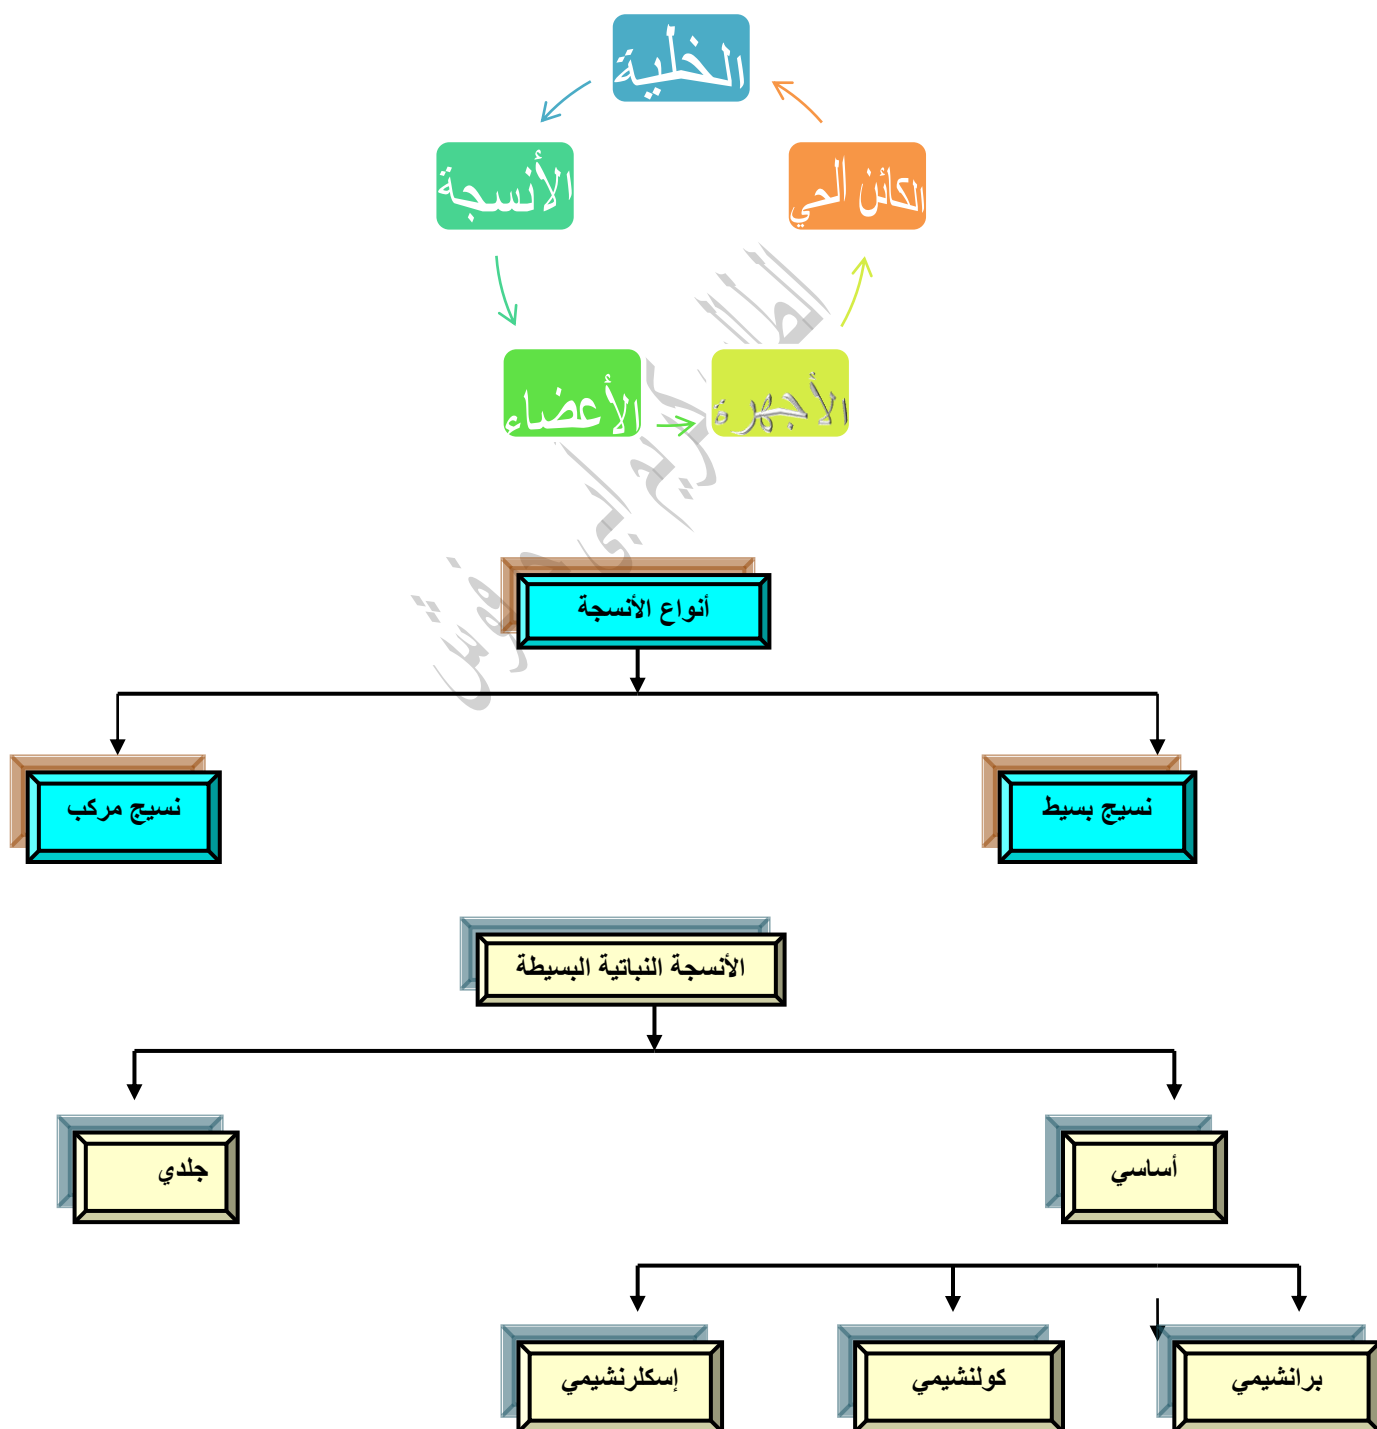 الخلية
الكائن الحي
الأنسجة
الأجهرة
الأعضاء
أنواع الأنسجة
نسيج بسيط
نسيج مركب
الأنسجة النباتية البسيطة
أساسي
جلدي
برانشيمي
كولنشيمي
إسكلرنشيمي